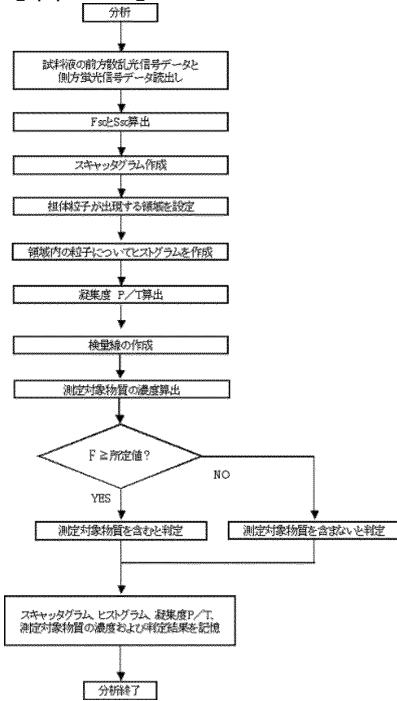 分析
試料液の前方散乱光信号データと
側方蛍光信号データ読出し
FscとSsc算出
スキャッタグラム作成
担体粒子が出現する領域を設定
領域内の粒子についてヒストグラムを作成
凝集度 P/T算出
検量線の作成
測定対象物質の濃度算出
F≧所定値?
NO
YES
測定対象物質を含むと判定
測定対象物質を含まないと判定
スキャッタグラム、ヒストグラム、凝集度P/T、
測定対象物質の濃度および判定結果を記憶
分析終了